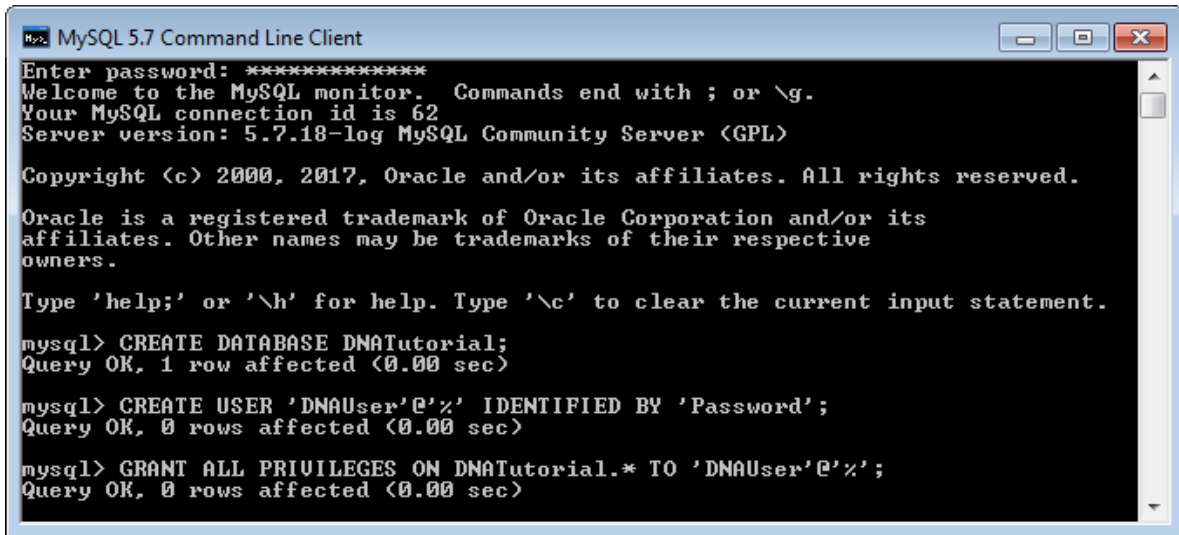 MySQL 5.7 Command Line Client
Enter password: *************
Welcome to the MySQL monitor.  Commands end with ; or \g.
Your MySQL connection id is 62
Server version: 5.7.18-log MySQL Community Server (GPL)
Copyright (c) 2000, 2017, Oracle and/or its affiliates. All rights reserved.
Oracle is a registered trademark of Oracle Corporation and/or its
affiliates. Other names may be trademarks of their respective
owners.
Type 'help;' or '\h' for help. Type '\c' to clear the current input statement.
mysql> CREATE DATABASE DNATutorial;
Query OK, 1 row affected (0.00 sec)
mysql> CREATE USER 'DNAUser'@'%' IDENTIFIED BY 'Password';
Query OK, 0 rows affected (0.00 sec)
mysql> GRANT ALL PRIVILEGES ON DNATutorial.* TO 'DNAUser'@'%';
Query OK, 0 rows affected (0.00 sec)